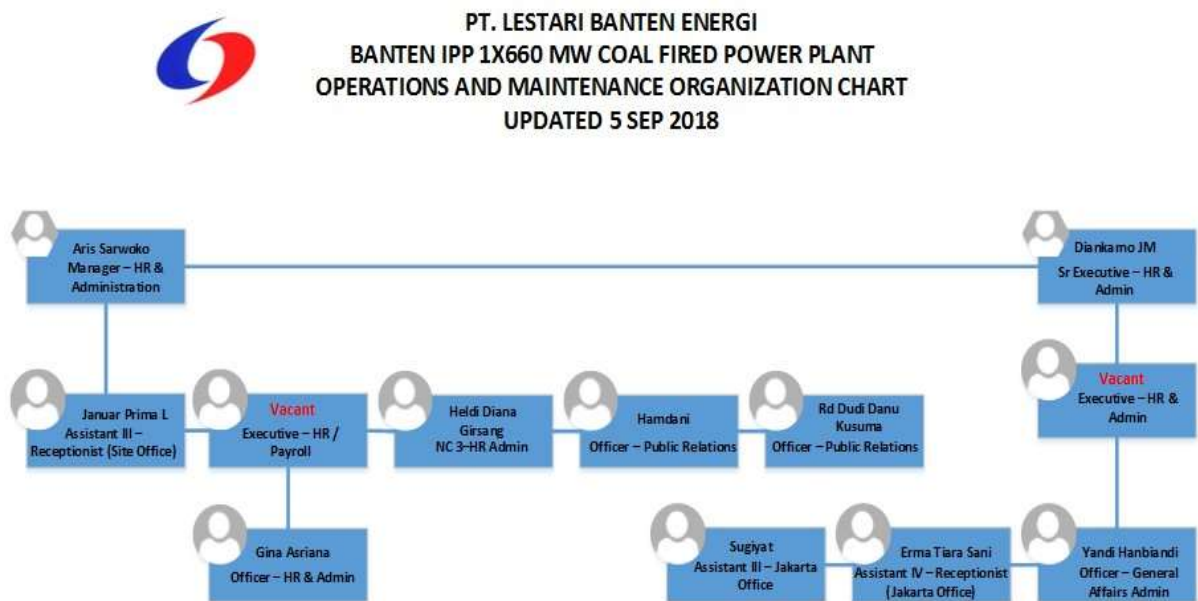 PT. LESTARI BANTEN ENERGI
BANTEN IPP 1X660 MW COAL FIRED POWER PLANT
OPERATIONS AND MAINTENANCE ORGANIZATION CHART
UPDATED 5 SEP 2018
Aris Sarwoko
Manager – HR &
Administration
Diankarno JM
Sr Executive – HR &
Admin
Januar Prima L
Assistant III –
Receptionist (Site Office)
Vacant
Executive – HR /
Payroll
Heldi Diana
Girsang
NC 3–HR Admin
Hamdani
Officer – Public Relations
Rd Dudi Danu
Kusuma
Officer – Public Relations
Vacant
Executive – HR &
Admin
Gina Asriana
Officer – HR & Admin
Sugiyat
Assistant III – Jakarta
Office
Erma Tiara Sani
Assistant IV – Receptionist
(Jakarta Office)
Yandi Hanbiandi
Officer – General
Affairs Admin